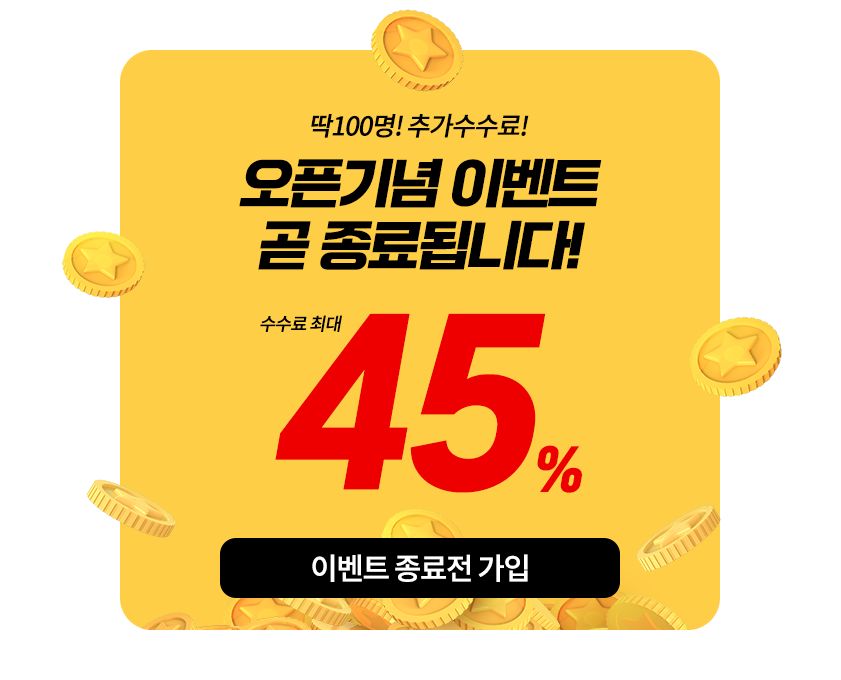 딱100명! 추가수수료!
오픈기념 이벤트
곧 종료됩니다!
수수료 최대
45%
이벤트 종료전 가입